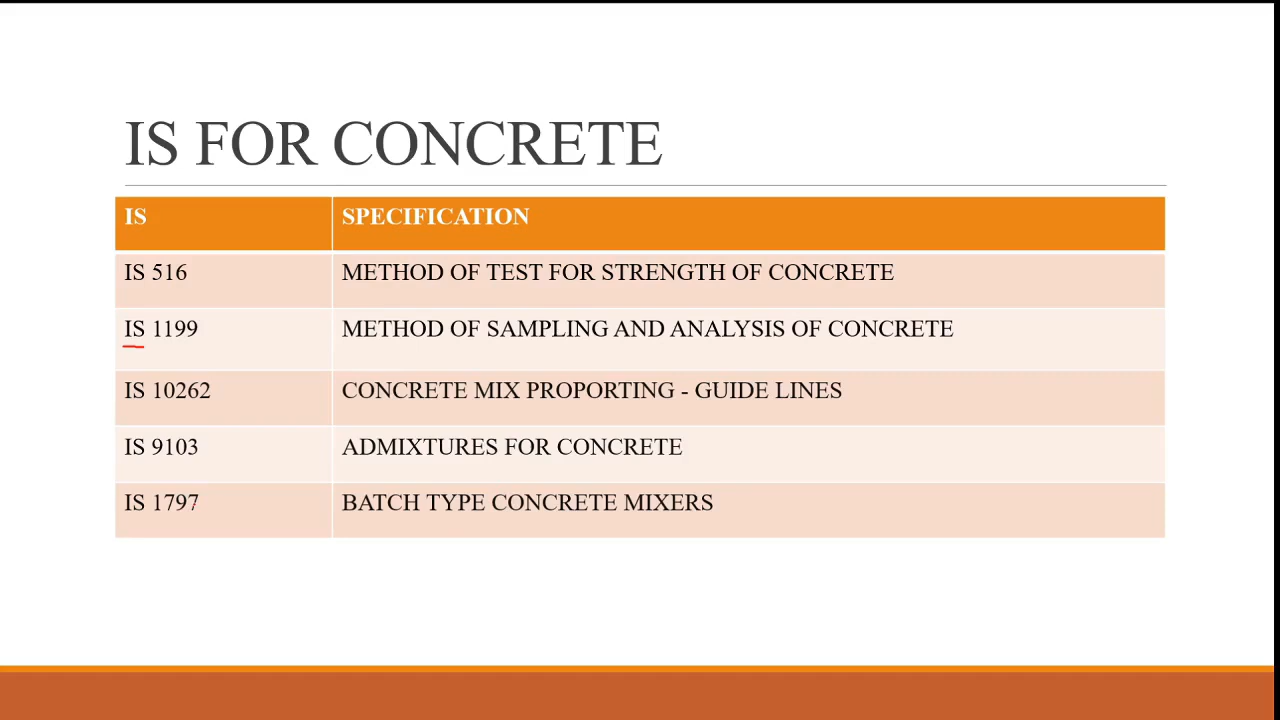 IS FOR CONCRETE
IS SPECIFICATION
IS 516 METHOD OF TEST FOR STRENGTH OF CONCRETE
IS 1199 METHOD OF SAMPLING AND ANALYSIS OF CONCRETE
IS 10262 CONCRETE MIX PROPORTING - GUIDE LINES
IS 9103 ADMIXTURES FOR CONCRETE
IS 1797 BATCH TYPE CONCRETE MIXERS